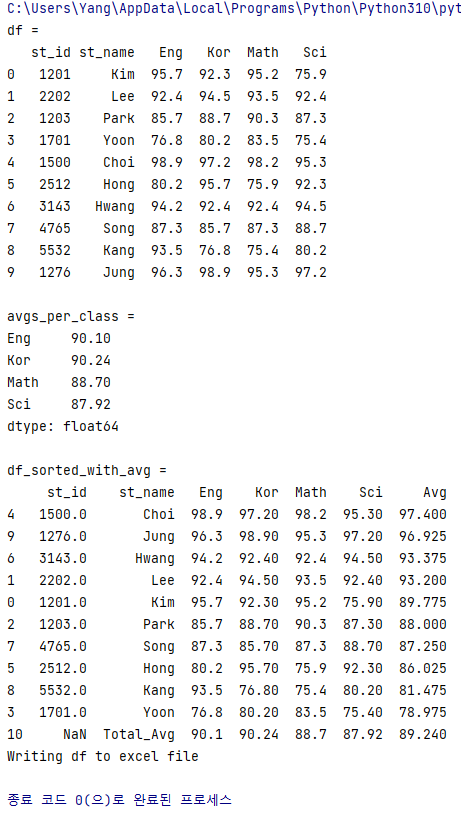 C:\Users\Yang\AppData\Local\Programs\Python\Python310\pyt
df =
   st_id st_name   Eng   Kor  Math   Sci
0   1201     Kim  95.7  92.3  95.2  75.9
1   2202     Lee  92.4  94.5  93.5  92.4
2   1203    Park  85.7  88.7  90.3  87.3
3   1701    Yoon  76.8  80.2  83.5  75.4
4   1500    Choi  98.9  97.2  98.2  95.3
5   2512    Hong  80.2  95.7  75.9  92.3
6   3143   Hwang  94.2  92.4  92.4  94.5
7   4765    Song  87.3  85.7  87.3  88.7
8   5532    Kang  93.5  76.8  75.4  80.2
9   1276    Jung  96.3  98.9  95.3  97.2
avgs_per_class =
Eng     90.10
Kor     90.24
Math    88.70
Sci     87.92
dtype: float64
df_sorted_with_avg =
     st_id    st_name   Eng    Kor  Math    Sci     Avg
4   1500.0       Choi  98.9  97.20  98.2  95.30  97.400
9   1276.0       Jung  96.3  98.90  95.3  97.20  96.925
6   3143.0      Hwang  94.2  92.40  92.4  94.50  93.375
1   2202.0        Lee  92.4  94.50  93.5  92.40  93.200
0   1201.0        Kim  95.7  92.30  95.2  75.90  89.775
2   1203.0       Park  85.7  88.70  90.3  87.30  88.000
7   4765.0       Song  87.3  85.70  87.3  88.70  87.250
5   2512.0       Hong  80.2  95.70  75.9  92.30  86.025
8   5532.0       Kang  93.5  76.80  75.4  80.20  81.475
3   1701.0       Yoon  76.8  80.20  83.5  75.40  78.975
10     NaN  Total_Avg  90.1  90.24  88.7  87.92  89.240
Writing df to excel file
종료 코드 0(으)로 완료된 프로세스